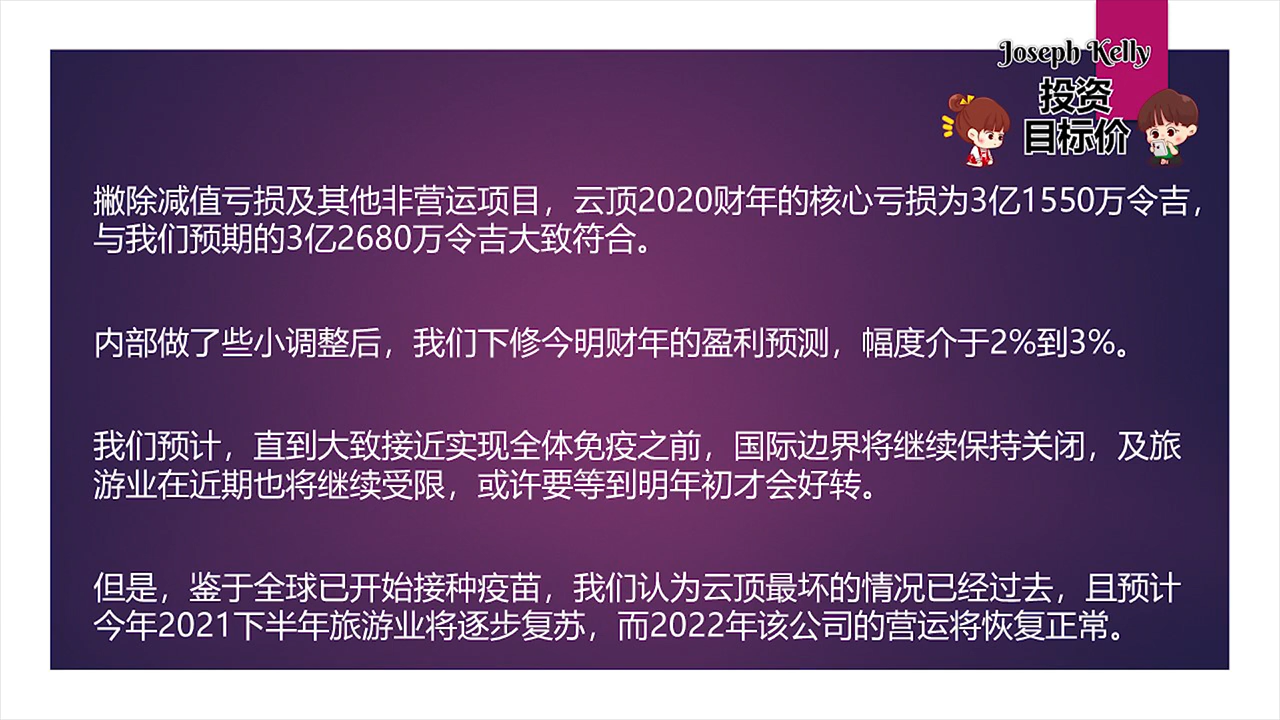 Joseph Kelly
投资
目标价
撇除减值亏损及其他非营运项目，云顶2020财年的核心亏损为3亿1550万令吉，
与我们预期的3亿2680万令吉大致符合。
内部做了些小调整后，我们下修今明财年的盈利预测，幅度介于2%到3%。
我们预计，直到大致接近实现全体免疫之前，国际边界将继续保持关闭，及旅
游业在近期也将继续受限，或许要等到明年初才会好转。
但是，鉴于全球已开始接种疫苗，我们认为云顶最坏的情况已经过去，且预计
今年2021下半年旅游业将逐步复苏，而2022年该公司的营运将恢复正常。